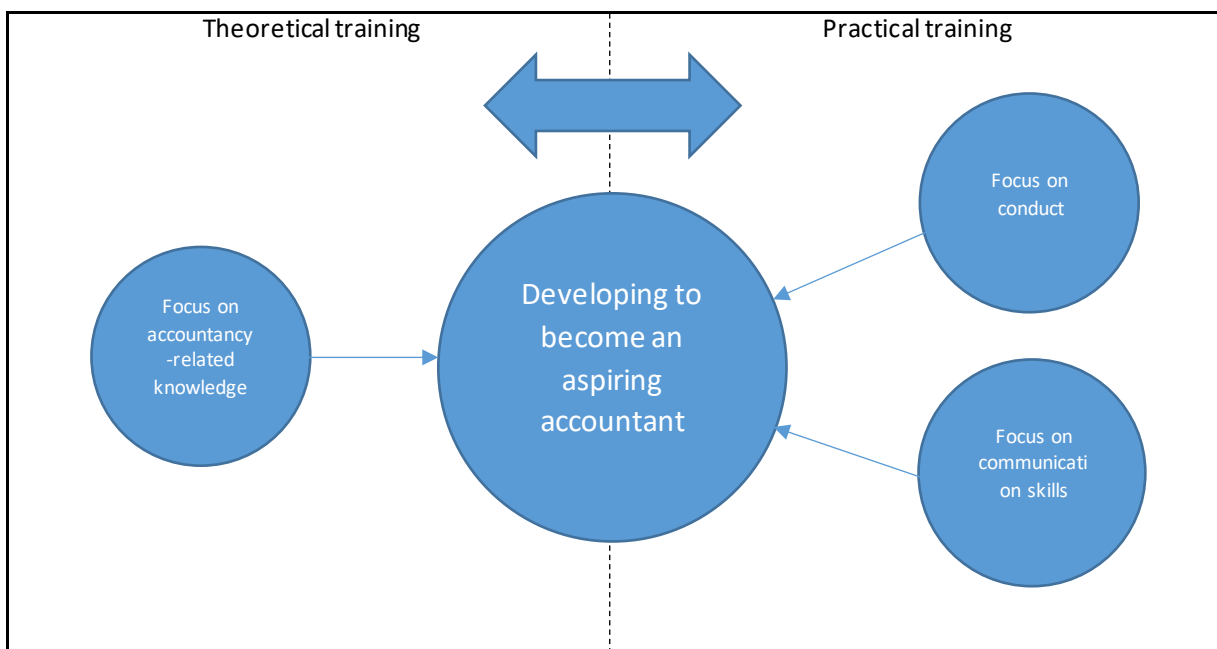 Theoretical training
Practical training
Focus on
accountancy
-related
knowledge
Developing to
become an
aspiring
accountant
Focus on
conduct
Focus on
communicati
on skills